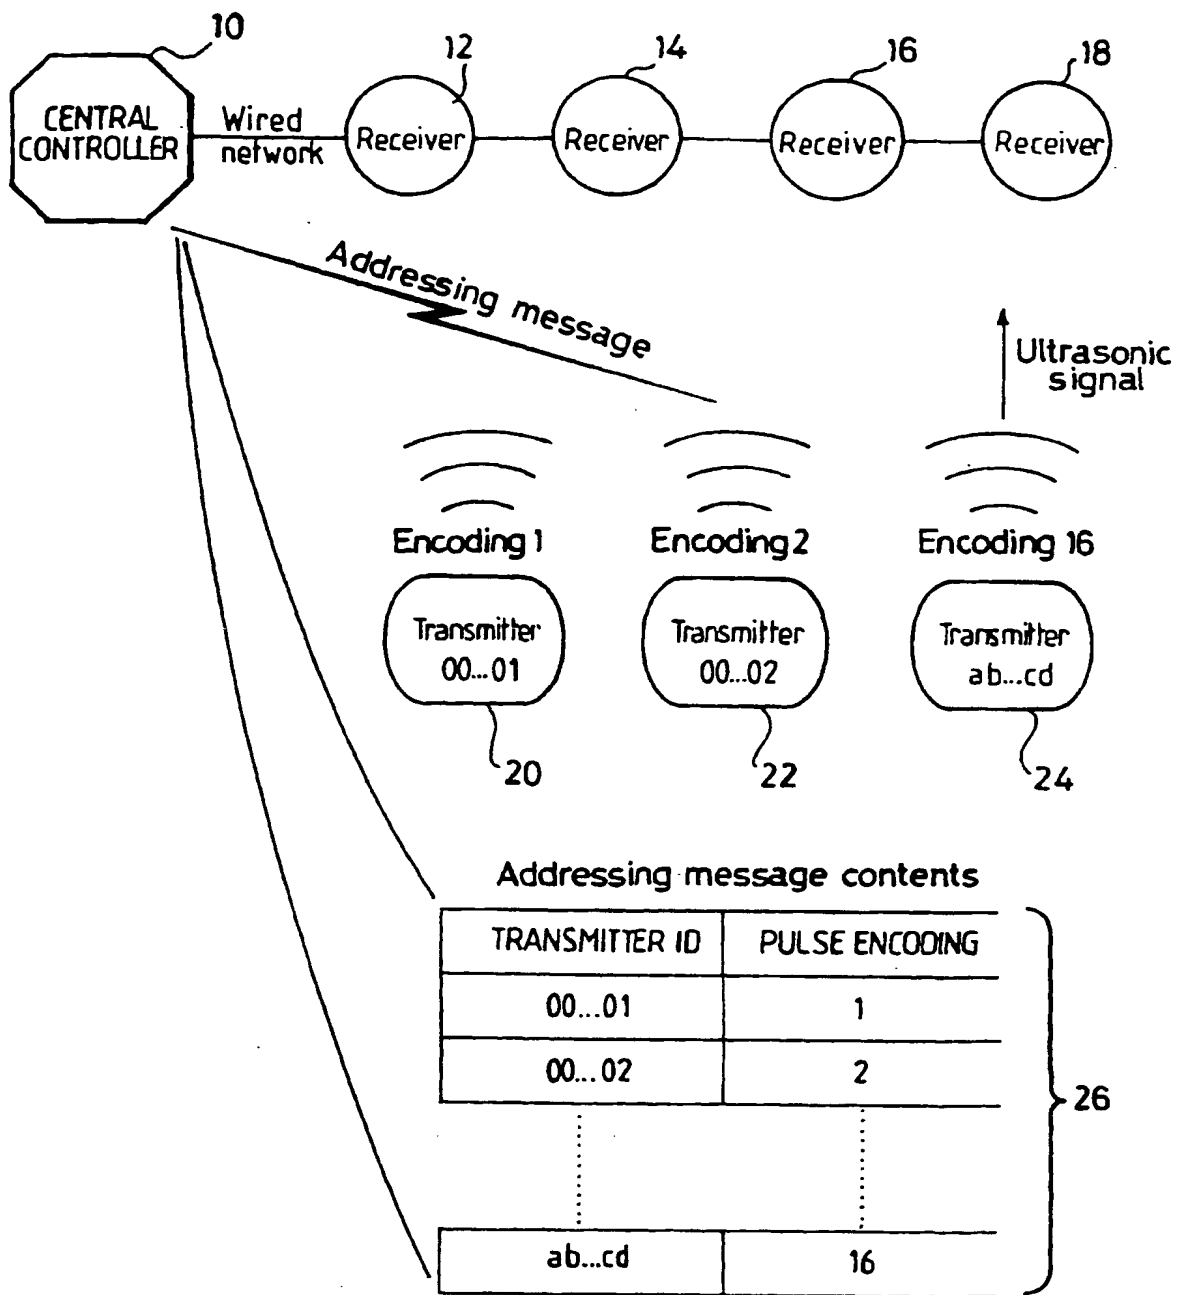 10
12
14
16
18
CENTRAL
CONTROLLER
Wired
network
Receiver
Receiver
Receiver
Receiver
Addressing message
Ultrasonic
signal
Encoding 1
Encoding 2
Encoding 16
Transmitter
00...01
Transmitter
00...02
Transmitter
ab...cd
20
22
24
Addressing message contents
TRANSMITTER ID
PULSE ENCODING
00...01
1
00...02
2
26
ab...cd
16